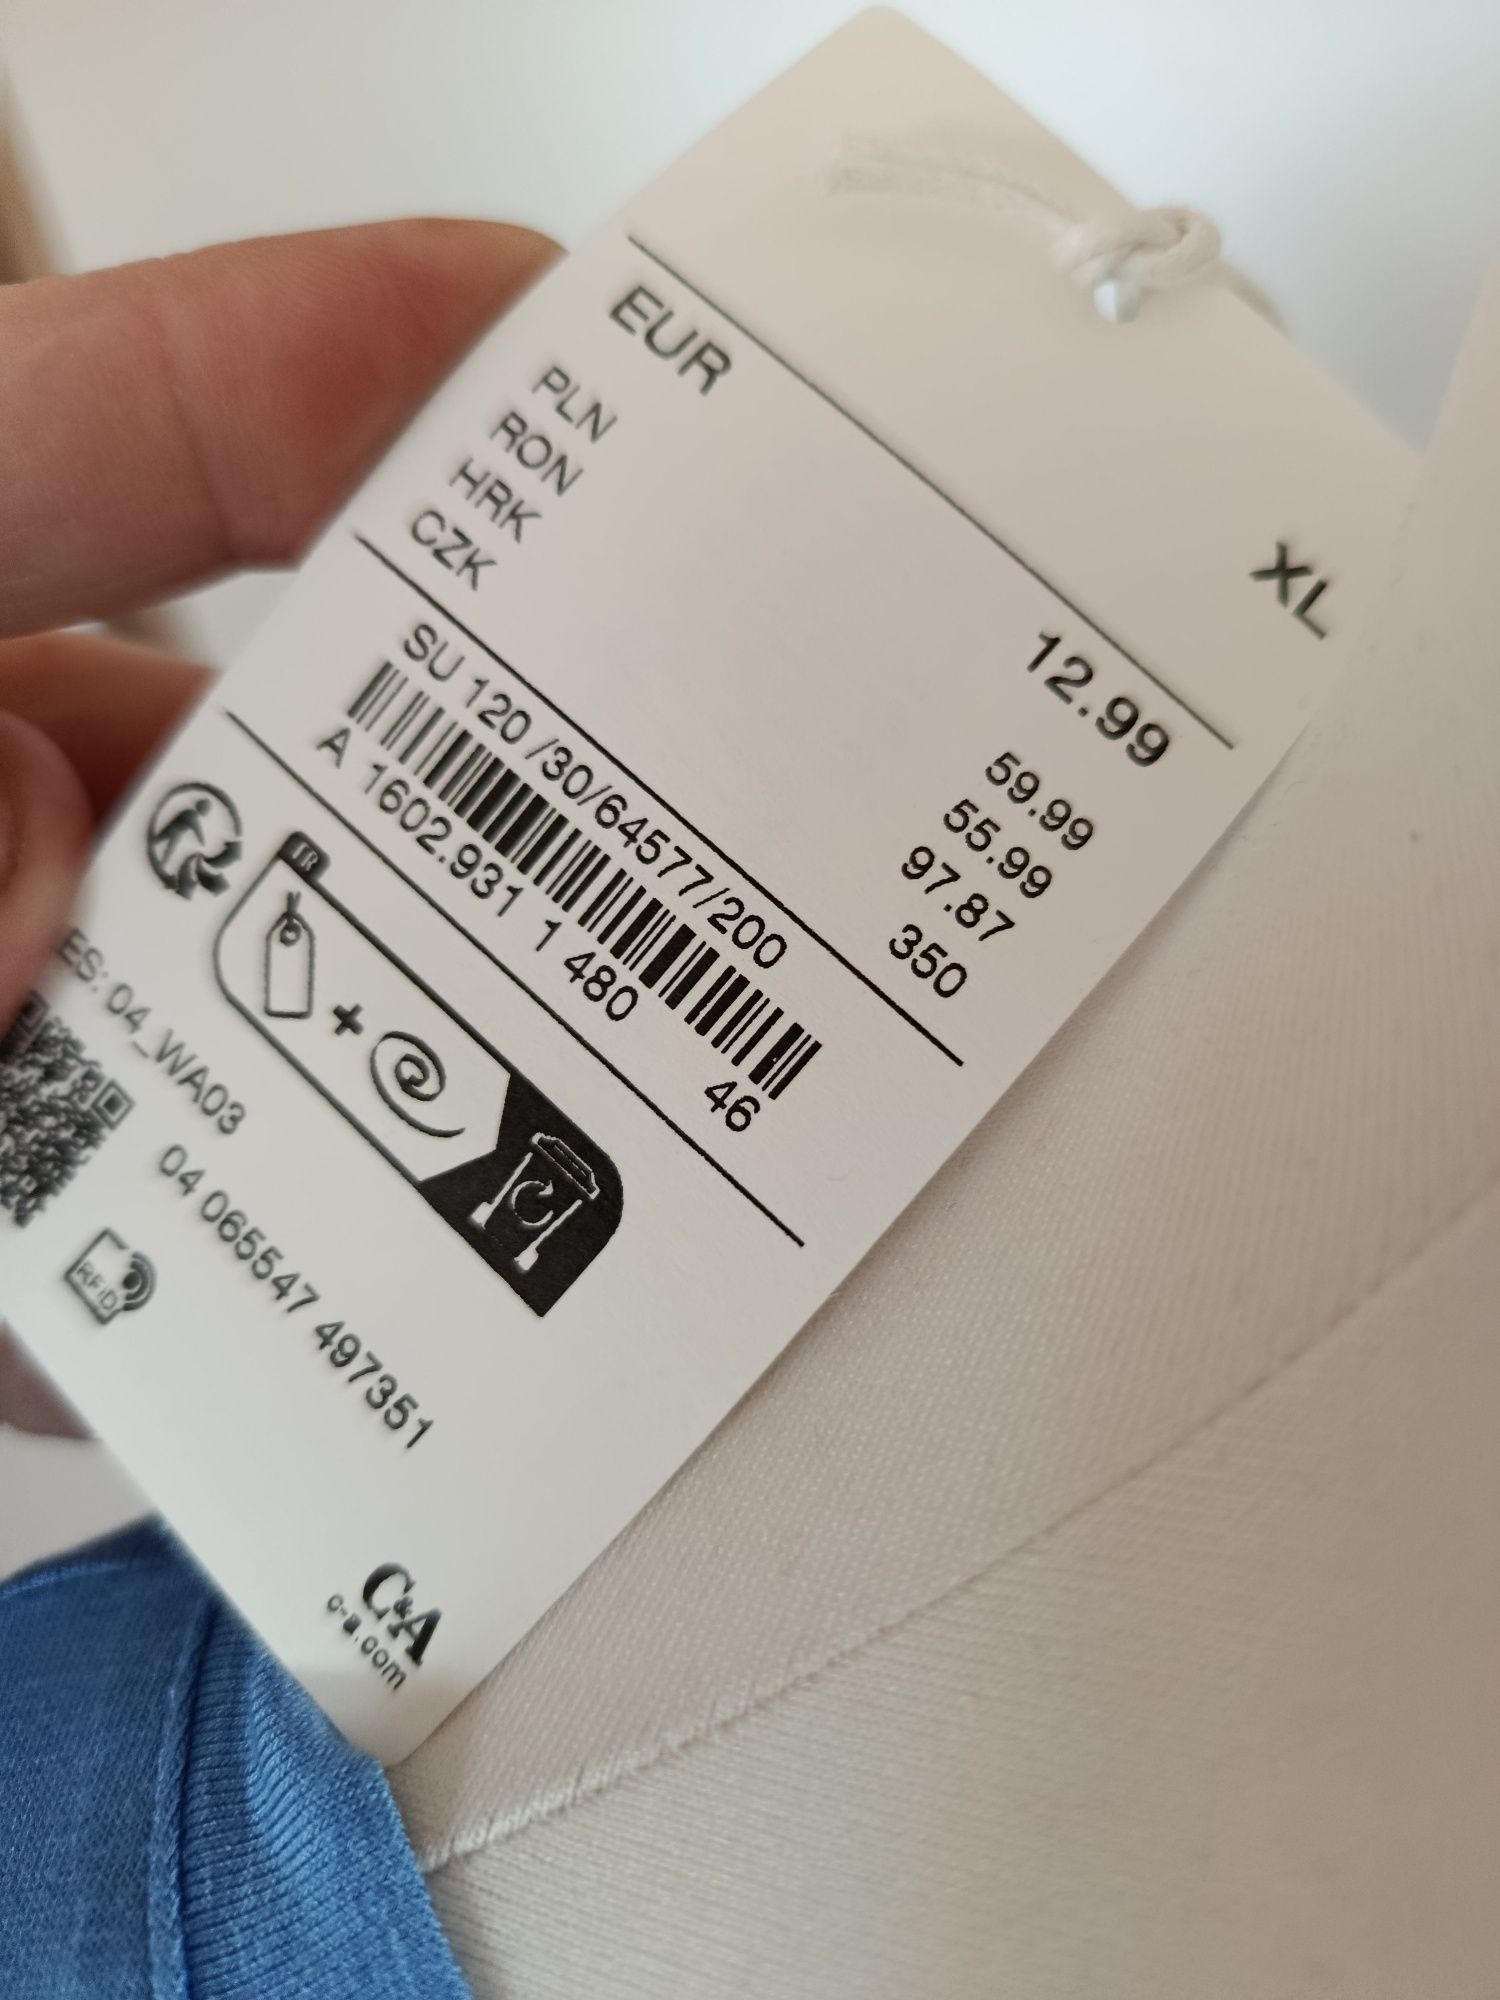 XL
EUR 12.99
PLN 59.99
RON 55.99
HRK 97.87
CZK 350
SU 120 /30/64577/200
A 1602.931 1 480 46
FR
ES: 04_WA03
04 065547 497351
RFID
C&A
c-a.com